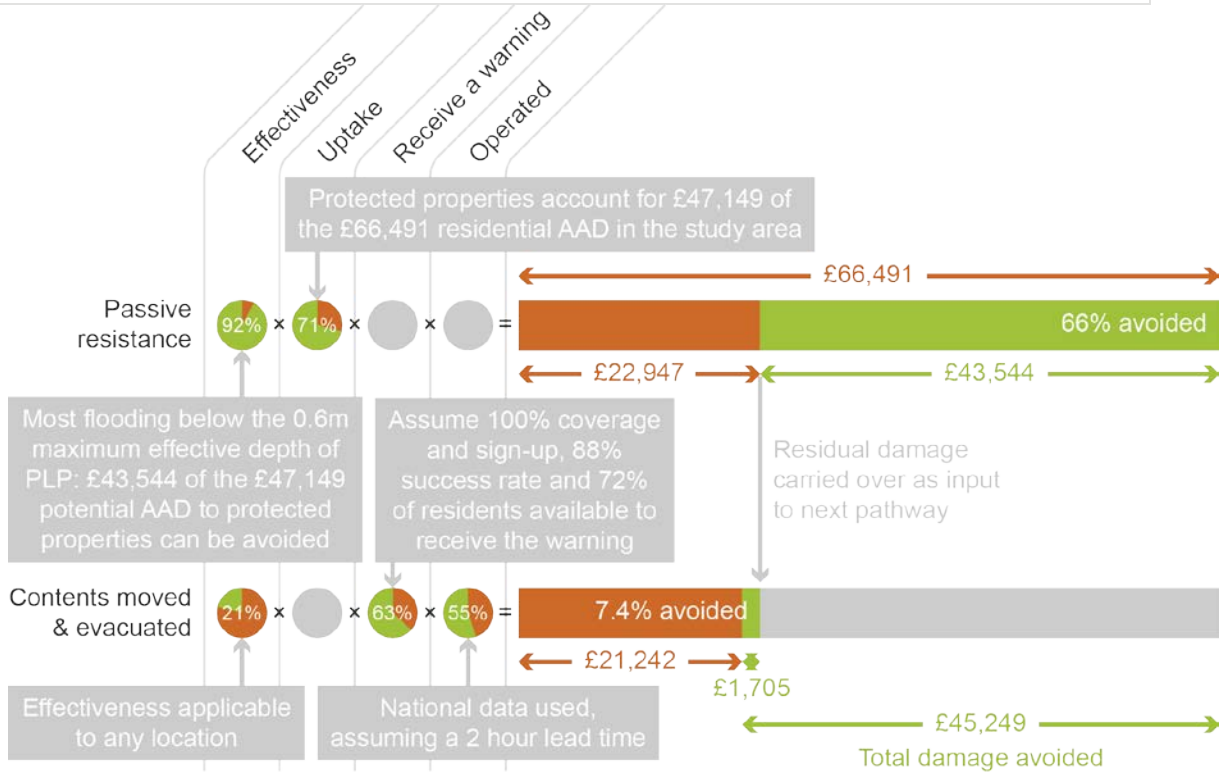 Effectiveness
Uptake
Receive a warning
Operated
Protected properties account for £47,149 of
the £66,491 residential AAD in the study area
£66,491
Passive
resistance
92% × 71% × × =
66% avoided
£22,947
£43,544
Most flooding below the 0.6m
maximum effective depth of
PLP: £43,544 of the £47,149
potential AAD to protected
properties can be avoided
Assume 100% coverage
and sign-up, 88%
success rate and 72%
of residents available to
receive the warning
Residual damage
carried over as input
to next pathway
Contents moved
& evacuated
21% × × 63% × 55% =
7.4% avoided
£21,242
£1,705
Effectiveness applicable
to any location
National data used,
assuming a 2 hour lead time
£45,249
Total damage avoided